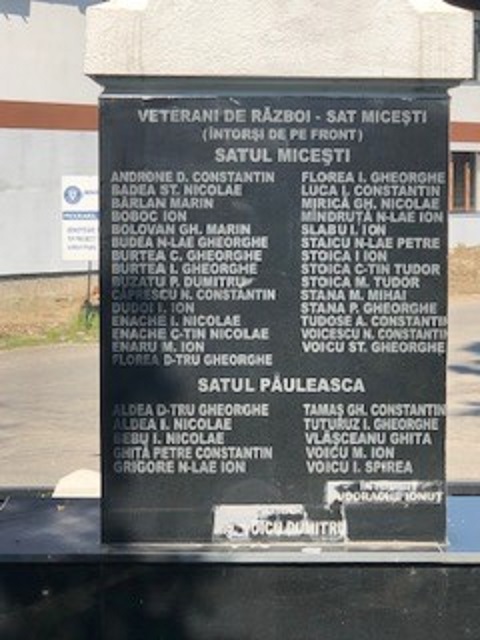 VETERANI DE RĂZBOI - SAT MICEȘTI
(ÎNTORȘI DE PE FRONT)
SATUL MICEȘTI
ANDRONE D. CONSTANTIN
BADEA ST. NICOLAE
BÂRLAN MARIN
BOBOC ION
BOLOVAN GH. MARIN
BUDEA N-LAE GHEORGHE
BURTEA C. GHEORGHE
BURTEA I. GHEORGHE
BUZATU P. DUMITRU
CĂPRESCU N. CONSTANTIN
DUDOI I. ION
ENACHE I. NICOLAE
ENACHE C-TIN NICOLAE
ENARU M. ION
FLOREA D-TRU GHEORGHE
FLOREA I. GHEORGHE
LUCA I. CONSTANTIN
MIRICĂ GH. NICOLAE
MÎNDRUȚĂ N-LAE ION
SLABU I. ION
STAICU N-LAE PETRE
STOICA I ION
STOICA C-TIN TUDOR
STOICA M. TUDOR
STANA M. MIHAI
STANA P. GHEORGHE
TUDOSE A. CONSTANTIN
VOICESCU N. CONSTANTIN
VOICU ST. GHEORGHE
SATUL PĂULEASCA
ALDEA D-TRU GHEORGHE
ALDEA I. NICOLAE
BEBU I. NICOLAE
GHIȚĂ PETRE CONSTANTIN
GRIGORE N-LAE ION
TAMAȘ GH. CONSTANTIN
TUTURUZ I. GHEORGHE
VLĂSCEANU GHITA
VOICU M. ION
VOICU I. SPIREA
IONUȚ
VOICU DUMITRU